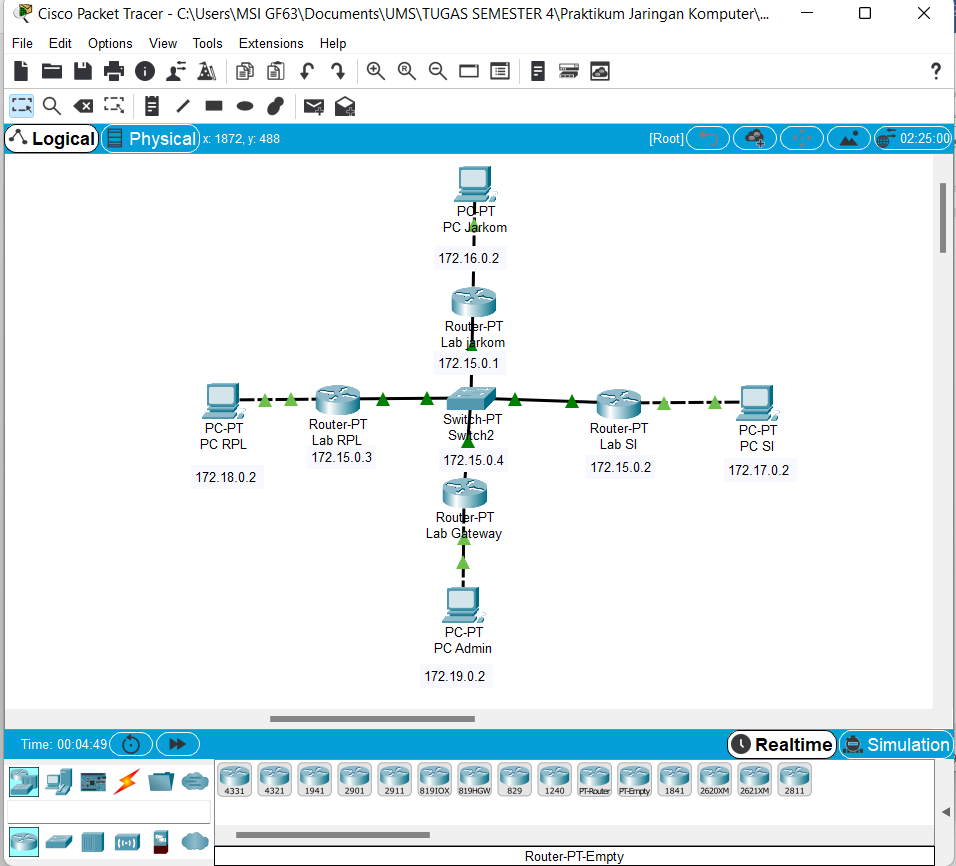 Cisco Packet Tracer - C:\Users\MSI GF63\Documents\UMS\TUGAS SEMESTER 4\Praktikum Jaringan Komputer\...
File Edit Options View Tools Extensions Help
?
Logical Physical x: 1872, y: 488 [Root] 02:25:00
PC-PT
PC Jarkom
172.16.0.2
Router-PT
Lab jarkom
172.15.0.1
PC-PT
PC RPL
172.18.0.2
Router-PT
Lab RPL
172.15.0.3
Switch-PT
Switch2
172.15.0.4
Router-PT
Lab SI
172.15.0.2
PC-PT
PC SI
172.17.0.2
Router-PT
Lab Gateway
PC-PT
PC Admin
172.19.0.2
Time: 00:04:49 Realtime Simulation
4331 4321 1941 2901 2911 819IOX 819HGW 829 1240 PT-Router PT-Empty 1841 2620XM 2621XM 2811
Router-PT-Empty